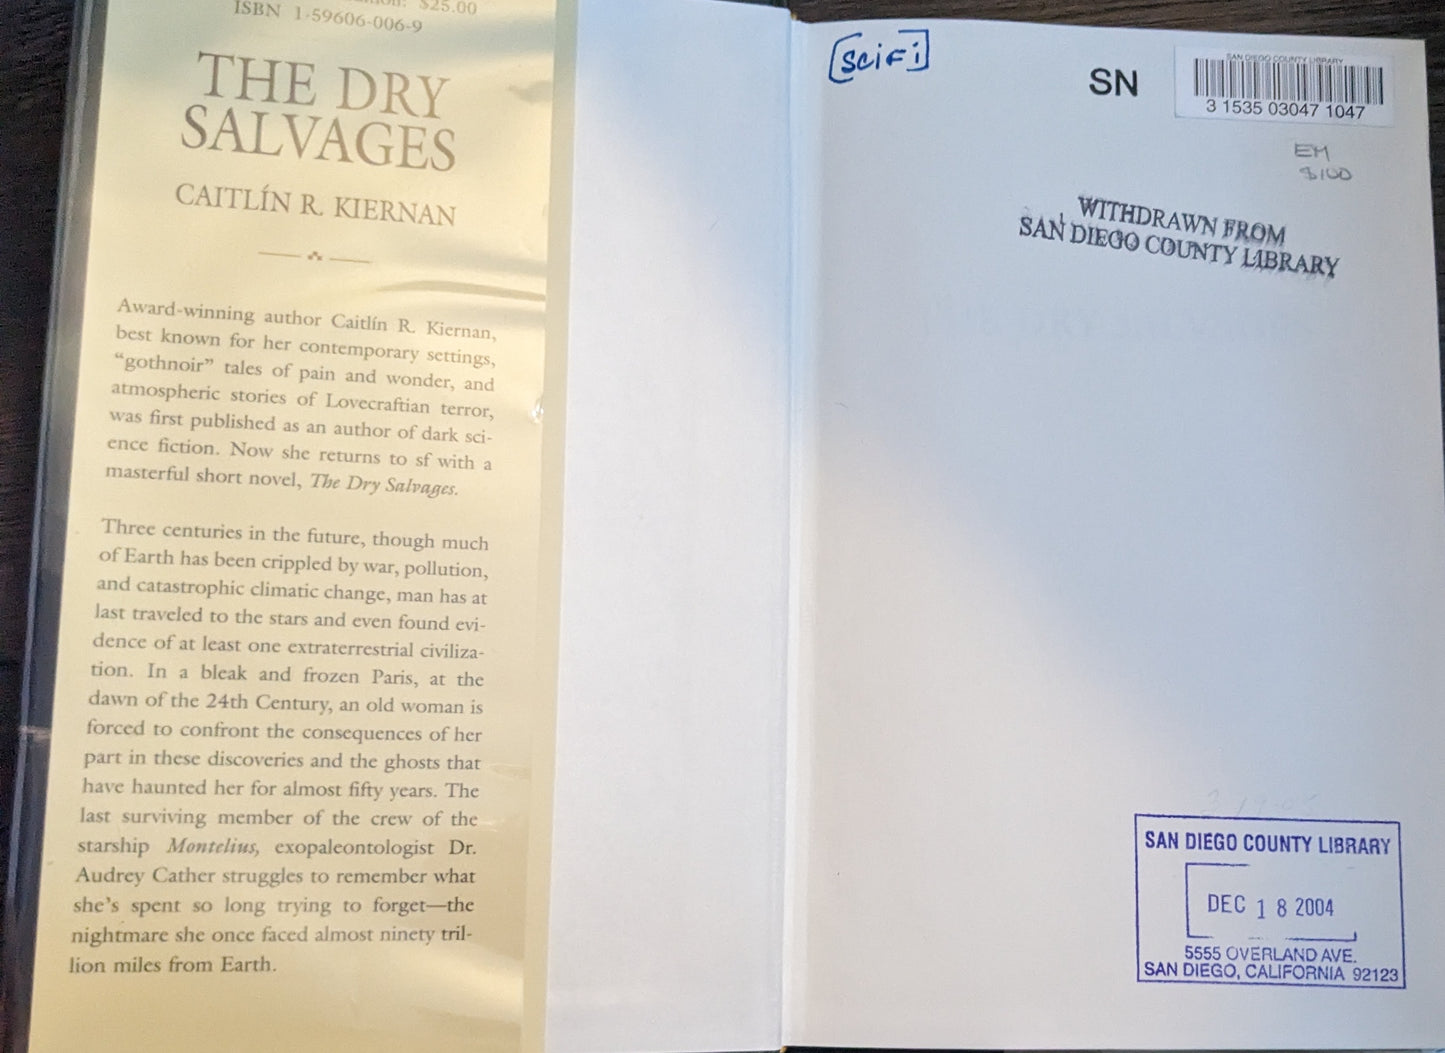 $25.00
ISBN 1-59606-006-9
THE DRY
SALVAGES
CAITLÍN R. KIERNAN
Award-winning author Caitlín R. Kiernan,
best known for her contemporary settings,
“gothnoir” tales of pain and wonder, and
atmospheric stories of Lovecraftian terror,
was first published as an author of dark sci-
ence fiction. Now she returns to sf with a
masterful short novel, The Dry Salvages.
Three centuries in the future, though much
of Earth has been crippled by war, pollution,
and catastrophic climatic change, man has at
last traveled to the stars and even found evi-
dence of at least one extraterrestrial civiliza-
tion. In a bleak and frozen Paris, at the
dawn of the 24th Century, an old woman is
forced to confront the consequences of her
part in these discoveries and the ghosts that
have haunted her for almost fifty years. The
last surviving member of the crew of the
starship Montelius, exopaleontologist Dr.
Audrey Cather struggles to remember what
she’s spent so long trying to forget—the
nightmare she once faced almost ninety tril-
lion miles from Earth.
[SciFi]
SN
SAN DIEGO COUNTY LIBRARY
3 1535 03047 1047
EM
$100
WITHDRAWN FROM
SAN DIEGO COUNTY LIBRARY
SAN DIEGO COUNTY LIBRARY
DEC 18 2004
5555 OVERLAND AVE.
SAN DIEGO, CALIFORNIA 92123